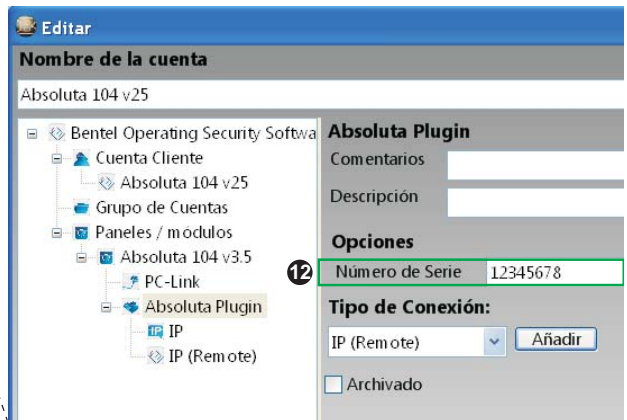 Editar
Nombre de la cuenta
Absoluta 104 v25
Bentel Operating Security Softwa
Cuenta Cliente
Absoluta 104 v25
Grupo de Cuentas
Paneles / módulos
Absoluta 104 v3.5
PC-Link
Absoluta Plugin
IP
IP (Remote)
Absoluta Plugin
Comentarios
Descripción
Opciones
12 Número de Serie 12345678
Tipo de Conexión:
IP (Remote) Añadir
Archivado